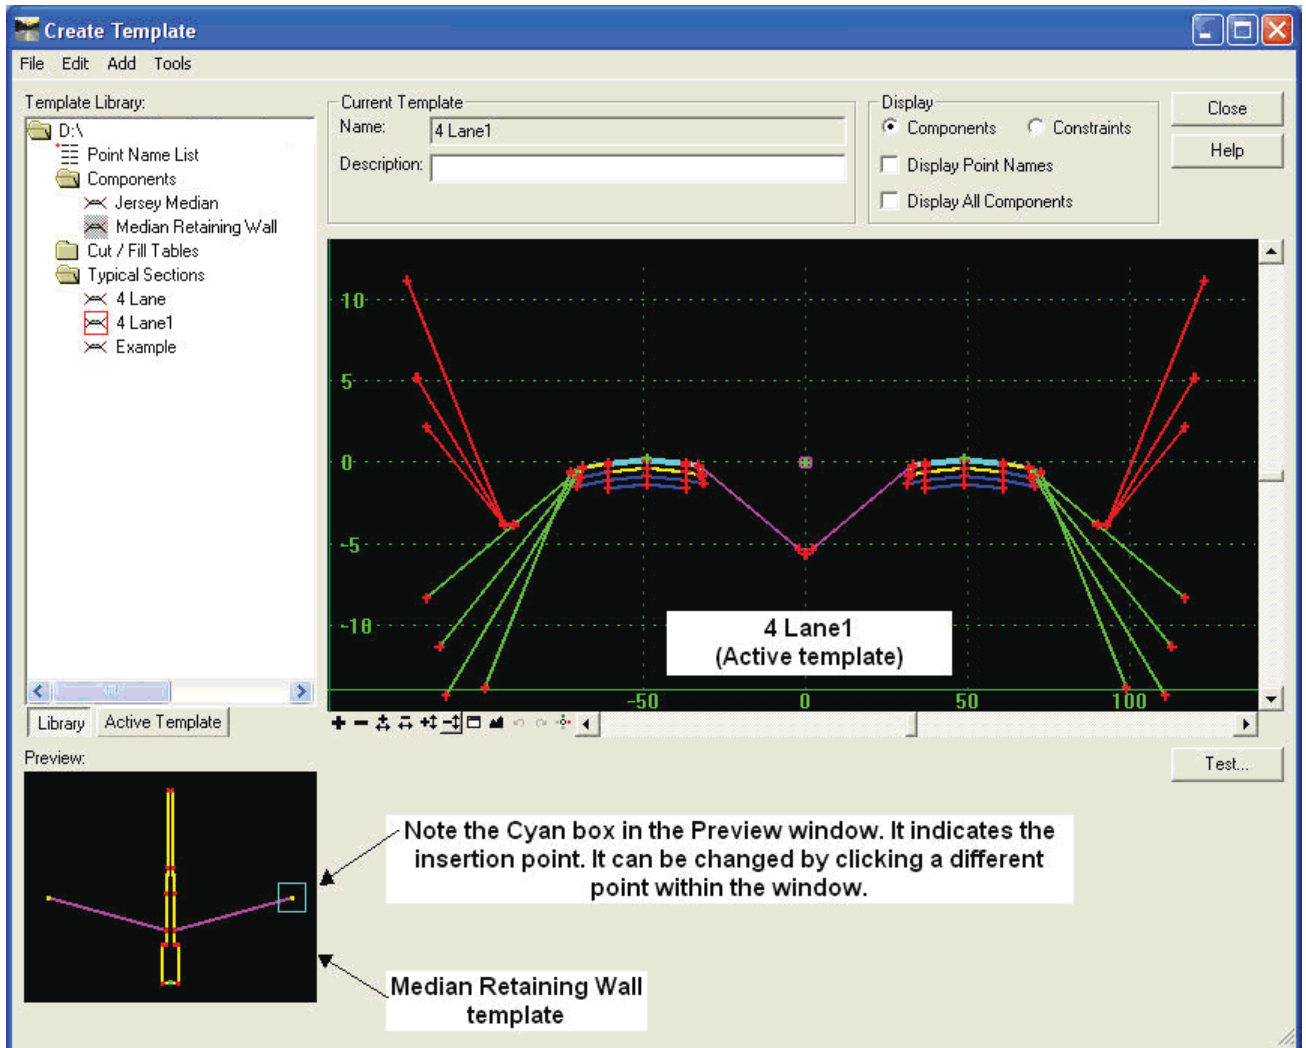 Create Template
File Edit Add Tools
Template Library:
D:\
Point Name List
Components
Jersey Median
Median Retaining Wall
Cut / Fill Tables
Typical Sections
4 Lane
4 Lane1
Example
Library
Active Template
Current Template
Name: 4 Lane1
Description:
Display
Components Constraints
Display Point Names
Display All Components
Close
Help
10
5
0
-5
-10
-50 0 50 100
4 Lane1
(Active template)
Test...
Preview:
Note the Cyan box in the Preview window. It indicates the
insertion point. It can be changed by clicking a different
point within the window.
Median Retaining Wall
template